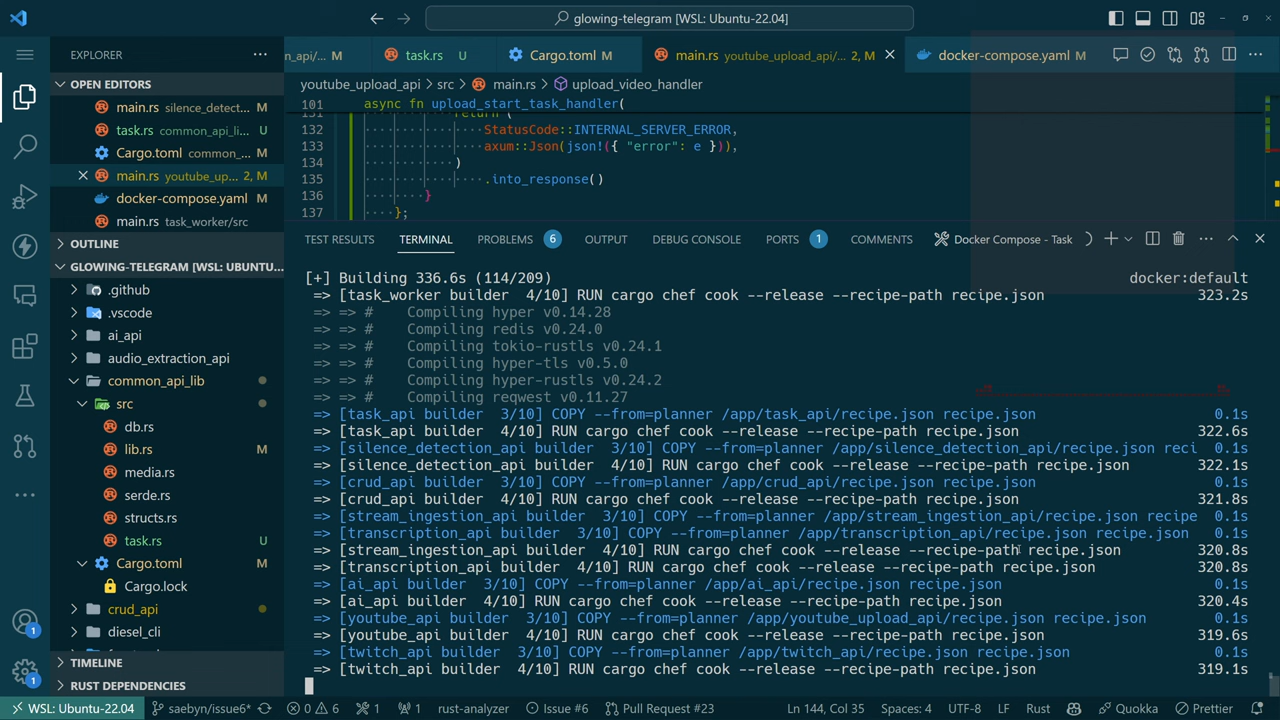 glowing-telegram [WSL: Ubuntu-22.04]
EXPLORER
n_api/... M
task.rs U
Cargo.toml M
main.rs youtube_upload_api/... 2, M
docker-compose.yaml M
youtube_upload_api > src > main.rs > upload_video_handler
OPEN EDITORS
main.rs silence_detect... M
task.rs common_api_li... U
Cargo.toml common_... M
main.rs youtube_up... 2, M
docker-compose.yaml M
main.rs task_worker/src
OUTLINE
GLOWING-TELEGRAM [WSL: UBUNTU-...
.github
.vscode
ai_api
audio_extraction_api
common_api_lib
src
db.rs
lib.rs M
media.rs
serde.rs
structs.rs
task.rs U
Cargo.toml M
Cargo.lock
crud_api
diesel_cli
TIMELINE
RUST DEPENDENCIES
101 async fn upload_start_task_handler(
131 return (
132 StatusCode::INTERNAL_SERVER_ERROR,
133 axum::Json(json!({ "error": e })),
134 )
135 .into_response()
136 }
137 };
TEST RESULTS TERMINAL PROBLEMS 6 OUTPUT DEBUG CONSOLE PORTS 1 COMMENTS Docker Compose - Task
[+] Building 336.6s (114/209) docker:default
=> [task_worker builder 4/10] RUN cargo chef cook --release --recipe-path recipe.json 323.2s
=> => # Compiling hyper v0.14.28
=> => # Compiling redis v0.24.0
=> => # Compiling tokio-rustls v0.24.1
=> => # Compiling hyper-tls v0.5.0
=> => # Compiling hyper-rustls v0.24.2
=> => # Compiling reqwest v0.11.27
=> [task_api builder 3/10] COPY --from=planner /app/task_api/recipe.json recipe.json 0.1s
=> [task_api builder 4/10] RUN cargo chef cook --release --recipe-path recipe.json 322.6s
=> [silence_detection_api builder 3/10] COPY --from=planner /app/silence_detection_api/recipe.json reci 0.1s
=> [silence_detection_api builder 4/10] RUN cargo chef cook --release --recipe-path recipe.json 322.1s
=> [crud_api builder 3/10] COPY --from=planner /app/crud_api/recipe.json recipe.json 0.1s
=> [crud_api builder 4/10] RUN cargo chef cook --release --recipe-path recipe.json 321.8s
=> [stream_ingestion_api builder 3/10] COPY --from=planner /app/stream_ingestion_api/recipe.json recipe 0.1s
=> [transcription_api builder 3/10] COPY --from=planner /app/transcription_api/recipe.json recipe.json 0.1s
=> [stream_ingestion_api builder 4/10] RUN cargo chef cook --release --recipe-path recipe.json 320.8s
=> [transcription_api builder 4/10] RUN cargo chef cook --release --recipe-path recipe.json 320.8s
=> [ai_api builder 3/10] COPY --from=planner /app/ai_api/recipe.json recipe.json 0.1s
=> [ai_api builder 4/10] RUN cargo chef cook --release --recipe-path recipe.json 320.4s
=> [youtube_api builder 3/10] COPY --from=planner /app/youtube_upload_api/recipe.json recipe.json 0.1s
=> [youtube_api builder 4/10] RUN cargo chef cook --release --recipe-path recipe.json 319.6s
=> [twitch_api builder 3/10] COPY --from=planner /app/twitch_api/recipe.json recipe.json 0.1s
=> [twitch_api builder 4/10] RUN cargo chef cook --release --recipe-path recipe.json 319.1s
1
1
WSL: Ubuntu-22.04 saebyn/issue6* 0 6 1 1 rust-analyzer Issue #6 Pull Request #23 Ln 144, Col 35 Spaces: 4 UTF-8 LF Rust Quokka Prettier